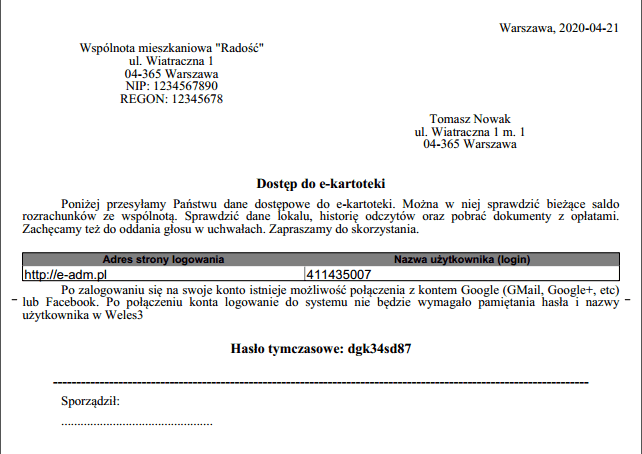 Warszawa, 2020-04-21
Wspólnota mieszkaniowa "Radość"
ul. Wiatraczna 1
04-365 Warszawa
NIP: 1234567890
REGON: 12345678
Tomasz Nowak
ul. Wiatraczna 1 m. 1
04-365 Warszawa
Dostęp do e-kartoteki
Poniżej przesyłamy Państwu dane dostępowe do e-kartoteki. Można w niej sprawdzić bieżące saldo
rozrachunków ze wspólnotą. Sprawdzić dane lokalu, historię odczytów oraz pobrać dokumenty z opłatami.
Zachęcamy też do oddania głosu w uchwałach. Zapraszamy do skorzystania.
Adres strony logowania Nazwa użytkownika (login)
http://e-adm.pl 411435007
Po zalogowaniu się na swoje konto istnieje możliwość połączenia z kontem Google (GMail, Google+, etc)
lub Facebook. Po połączeniu konta logowanie do systemu nie będzie wymagało pamiętania hasła i nazwy
użytkownika w Weles3
Hasło tymczasowe: dgk34sd87
Sporządził: